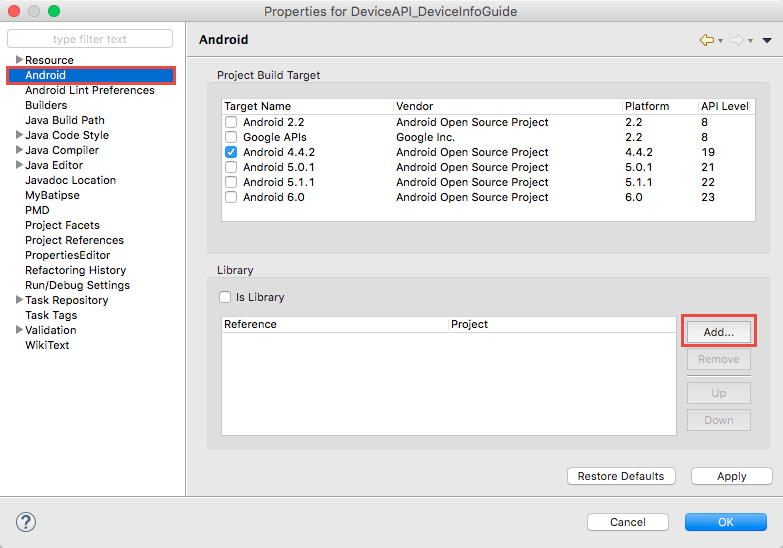 Properties for DeviceAPI_DeviceInfoGuide
type filter text
Resource
Android
Android Lint Preferences
Builders
Java Build Path
Java Code Style
Java Compiler
Java Editor
Javadoc Location
MyBatipse
PMD
Project Facets
Project References
PropertiesEditor
Refactoring History
Run/Debug Settings
Task Repository
Task Tags
Validation
WikiText
Android
Project Build Target
Target Name Vendor Platform API Level
Android 2.2 Android Open Source Project 2.2 8
Google APIs Google Inc. 2.2 8
Android 4.4.2 Android Open Source Project 4.4.2 19
Android 5.0.1 Android Open Source Project 5.0.1 21
Android 5.1.1 Android Open Source Project 5.1.1 22
Android 6.0 Android Open Source Project 6.0 23
Library
Is Library
Reference Project
Add...
Remove
Up
Down
Restore Defaults Apply
? Cancel OK